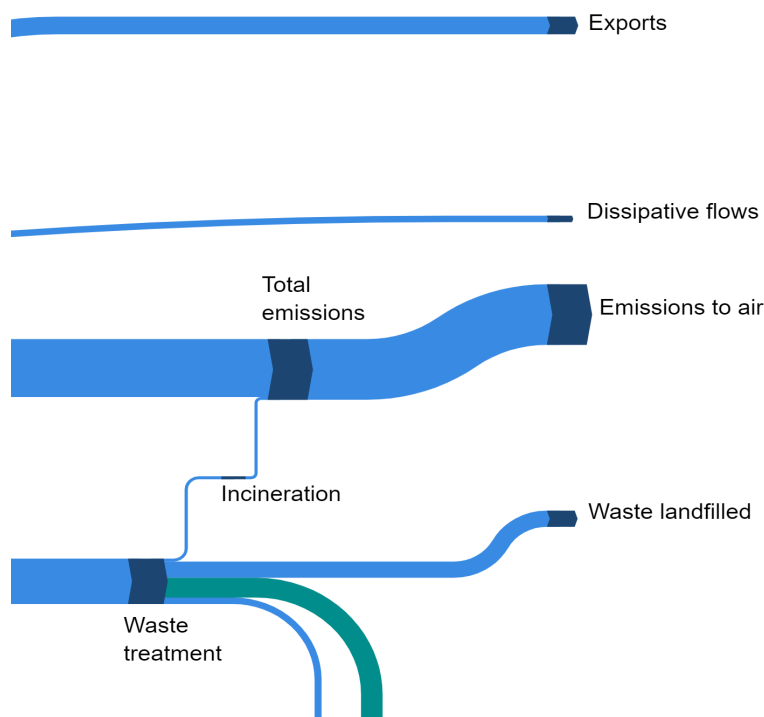 Exports
Dissipative flows
Total
emissions
Emissions to air
Incineration
Waste landfilled
Waste
treatment